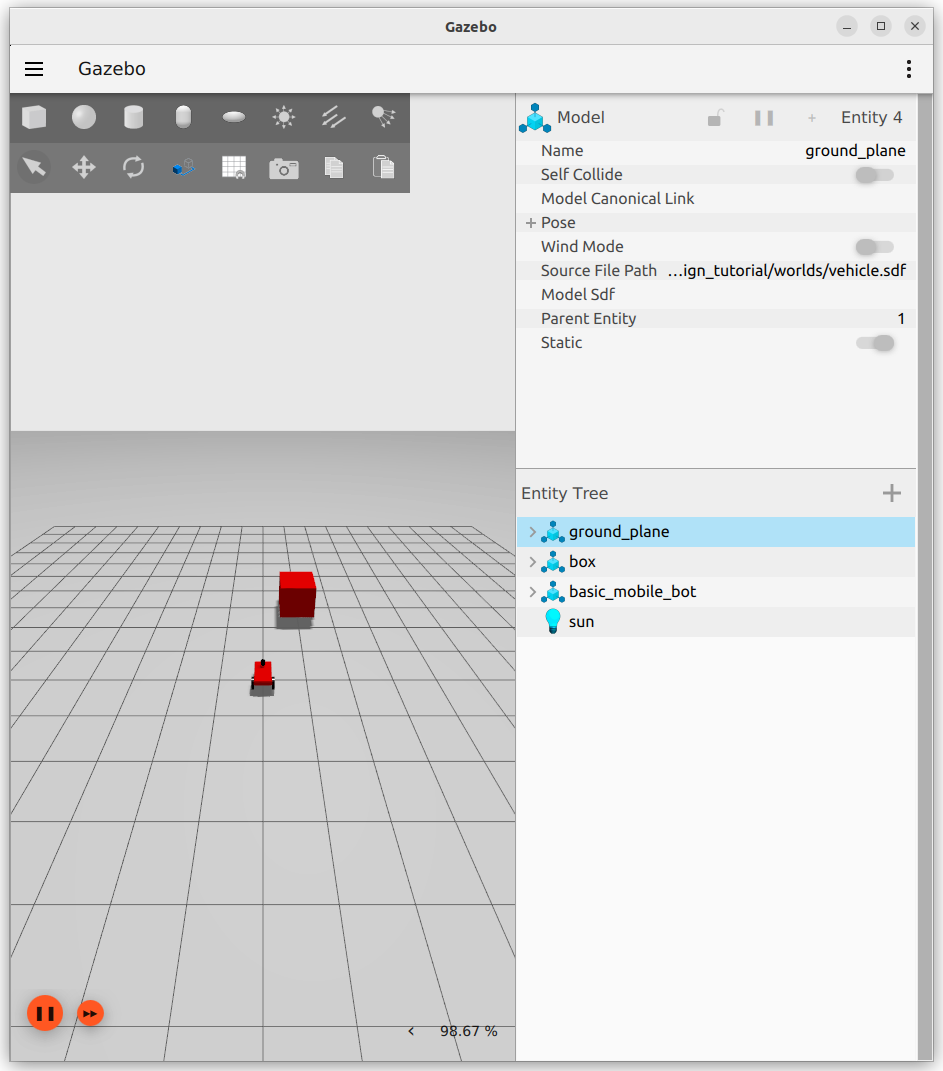 Gazebo
Gazebo
Model Entity 4
Name ground_plane
Self Collide
Model Canonical Link
Pose
Wind Mode
Source File Path ...ign_tutorial/worlds/vehicle.sdf
Model Sdf
Parent Entity 1
Static
Entity Tree
ground_plane
box
basic_mobile_bot
sun
98.67 %